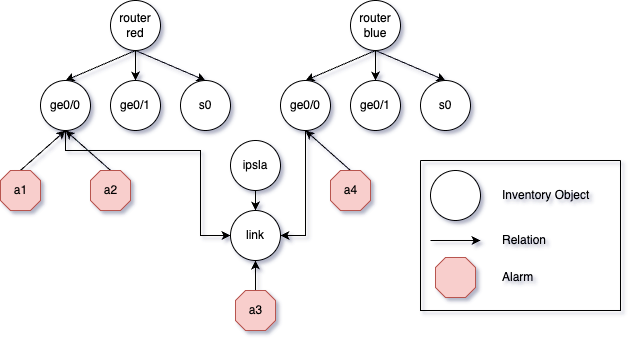 router
red
router
blue
ge0/0
ge0/1
s0
ge0/0
ge0/1
s0
ipsla
a1
a2
a4
Inventory Object
link
Relation
Alarm
a3